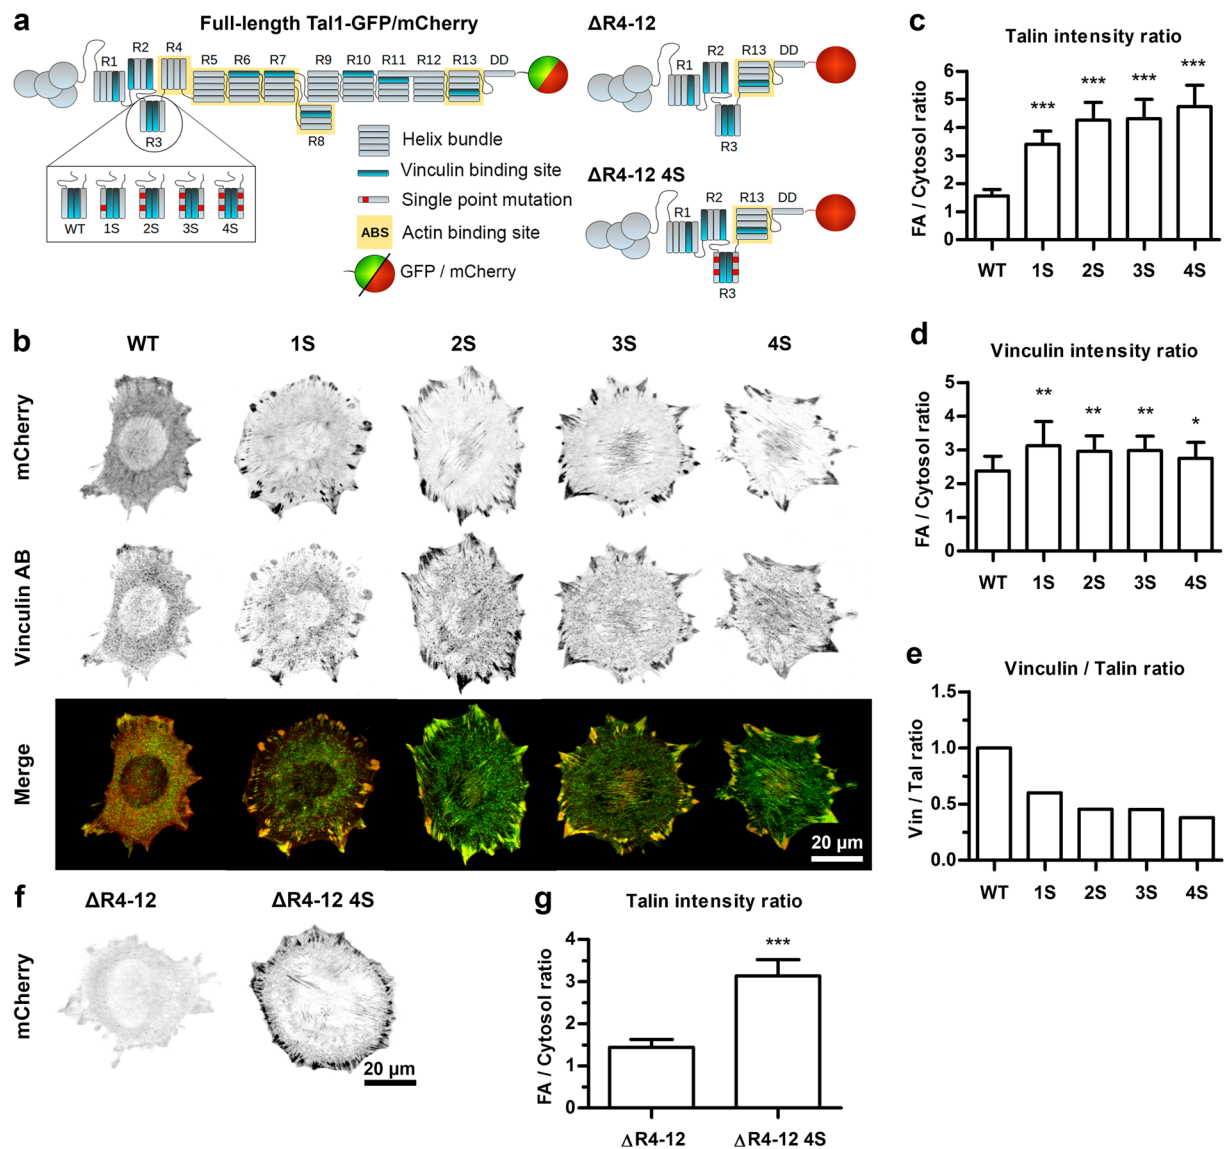 a
Full-length Tal1-GFP/mCherry
R1
R2
R3
R4
R5
R6
R7
R8
R9
R10
R11
R12
R13
DD
WT
1S
2S
3S
4S
Helix bundle
Vinculin binding site
Single point mutation
ABS
Actin binding site
GFP / mCherry
ΔR4-12
R1
R2
R3
R13
DD
ΔR4-12 4S
R1
R2
R3
R13
DD
b
WT
1S
2S
3S
4S
mCherry
Vinculin AB
Merge
20 µm
c
Talin intensity ratio
FA / Cytosol ratio
6
5
4
3
2
1
0
***
***
***
***
WT
1S
2S
3S
4S
d
Vinculin intensity ratio
FA / Cytosol ratio
5
4
3
2
1
0
**
**
**
*
WT
1S
2S
3S
4S
e
Vinculin / Talin ratio
Vin / Tal ratio
1.5
1.0
0.5
0.0
WT
1S
2S
3S
4S
f
ΔR4-12
ΔR4-12 4S
mCherry
20 µm
g
Talin intensity ratio
FA / Cytosol ratio
4
3
2
1
0
***
ΔR4-12
ΔR4-12 4S